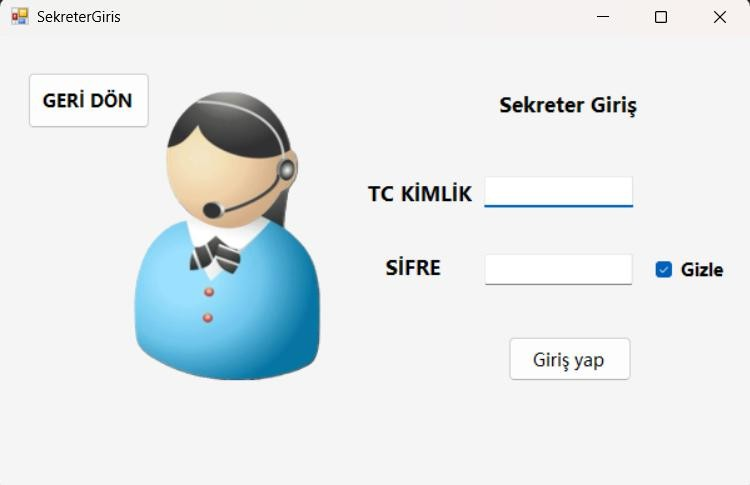 SekreterGiris
GERİ DÖN
Sekreter Giriş
TC KİMLİK
SİFRE
Gizle
Giriş yap